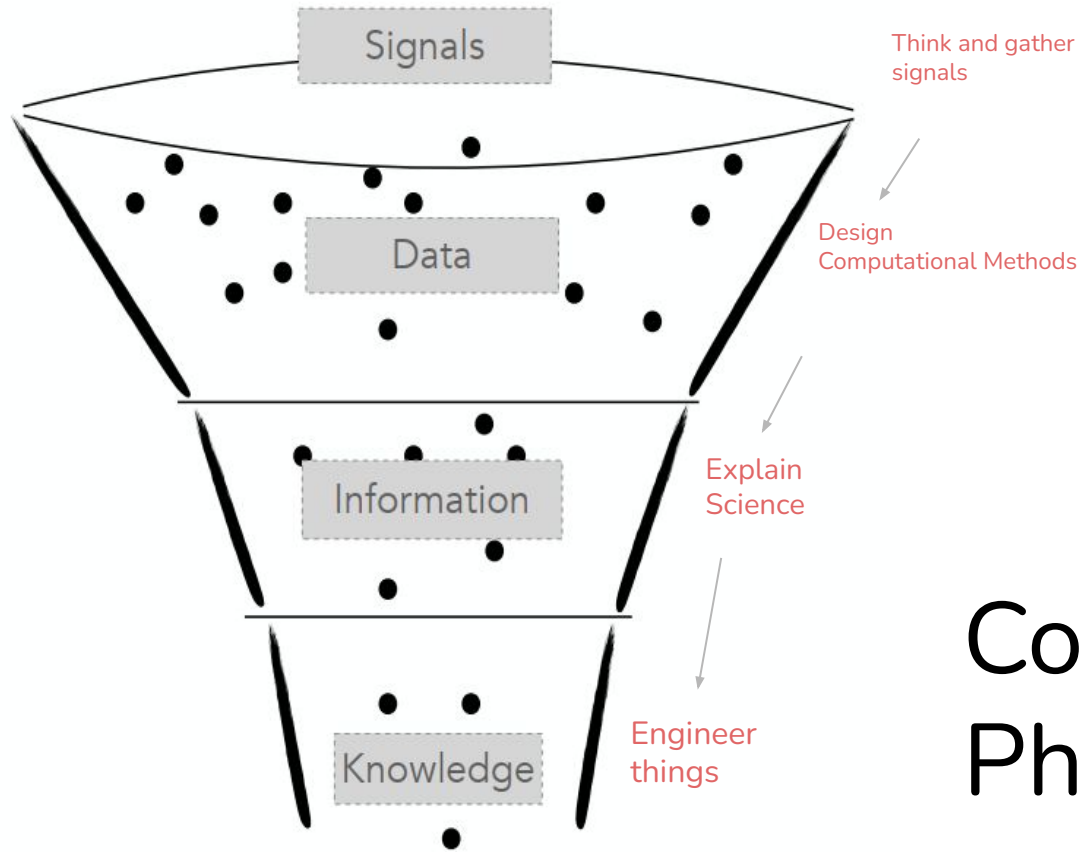 Signals
Think and gather
signals
Data
Design
Computational Methods
Information
Explain
Science
Knowledge
Engineer
things
Co
Ph